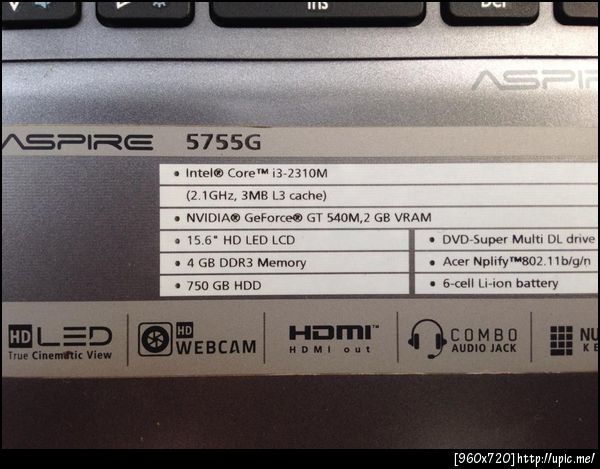 Ins
Del
ASPIRE
ASPIRE 5755G
• Intel® Core™ i3-2310M
(2.1GHz, 3MB L3 cache)
• NVIDIA® GeForce® GT 540M,2 GB VRAM
• 15.6" HD LED LCD
• DVD-Super Multi DL drive
• 4 GB DDR3 Memory
• Acer Nplify™802.11b/g/n
• 750 GB HDD
• 6-cell Li-ion battery
HD LED
True Cinematic View
HD
WEBCAM
HDMI™
HDMI out
COMBO
AUDIO JACK
NU
KE
[960x720]http://upic.me/